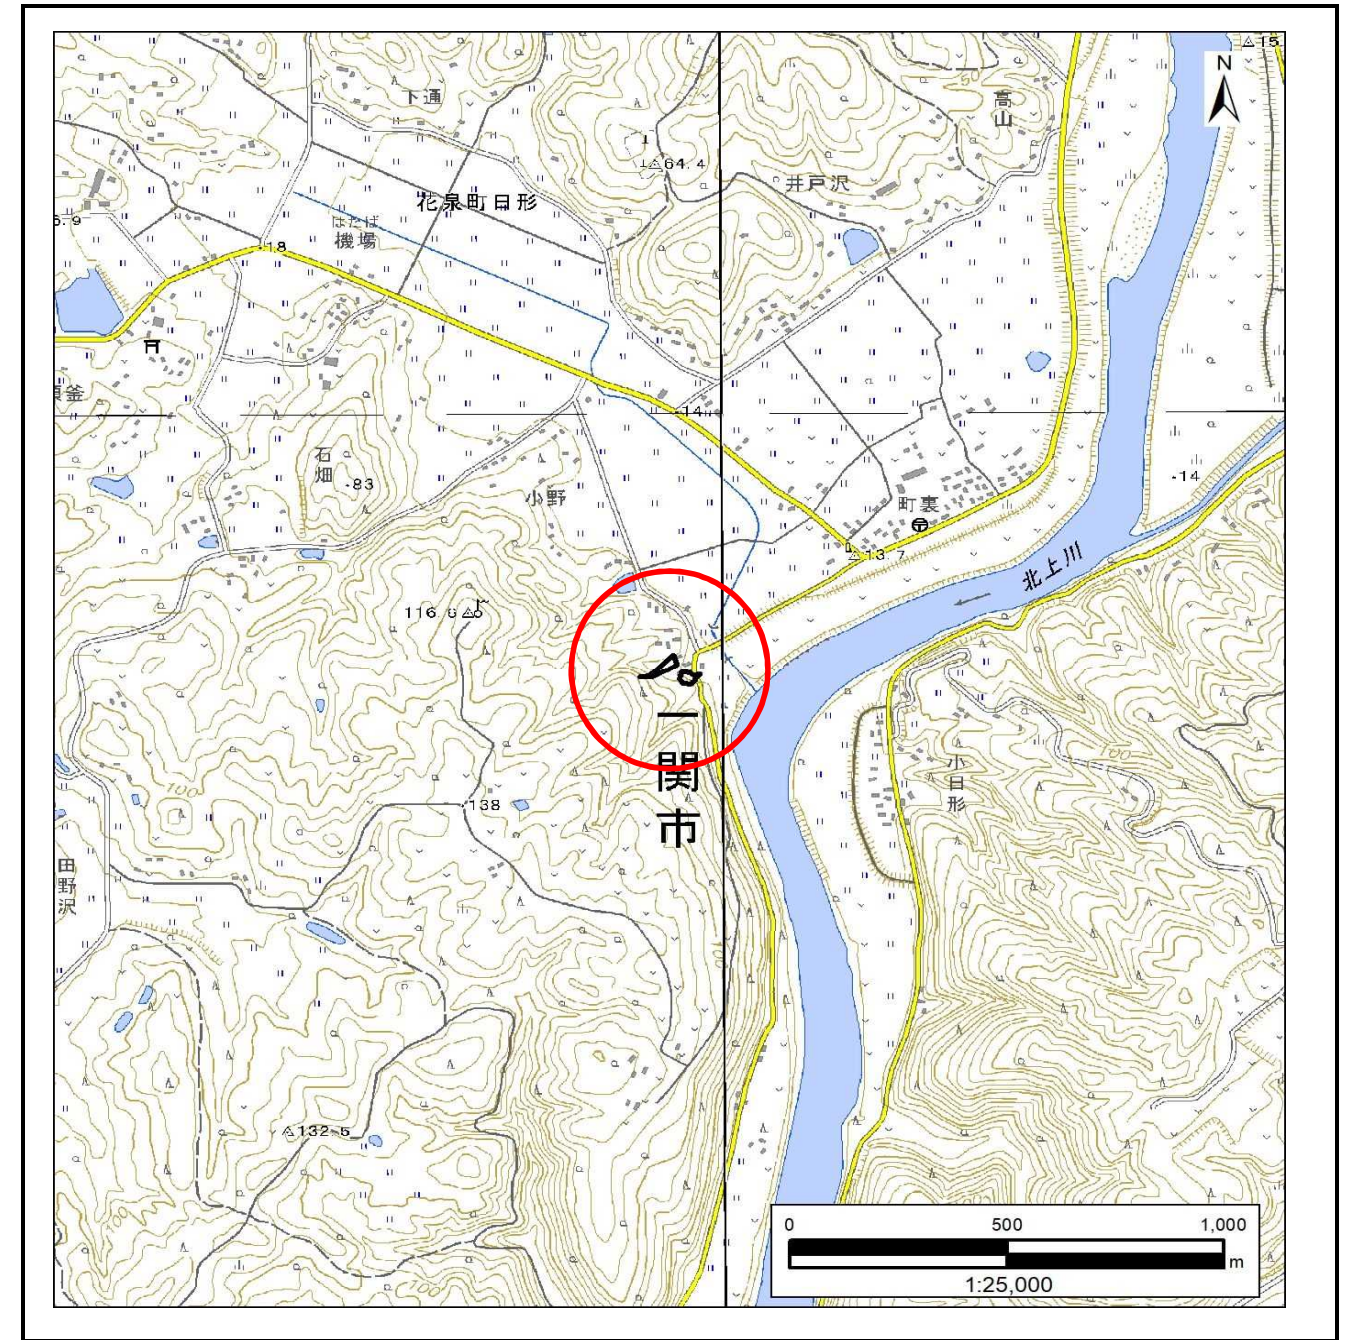 15
N
下通
高山
64.4
井戸沢
花泉町日形
はたば
機場
18
14
石畑
83
小野
町裏
14
13.7
北上川
116.6
一関市
小日形
100
100
138
田野沢
132.5
0 500 1,000
m
1:25,000